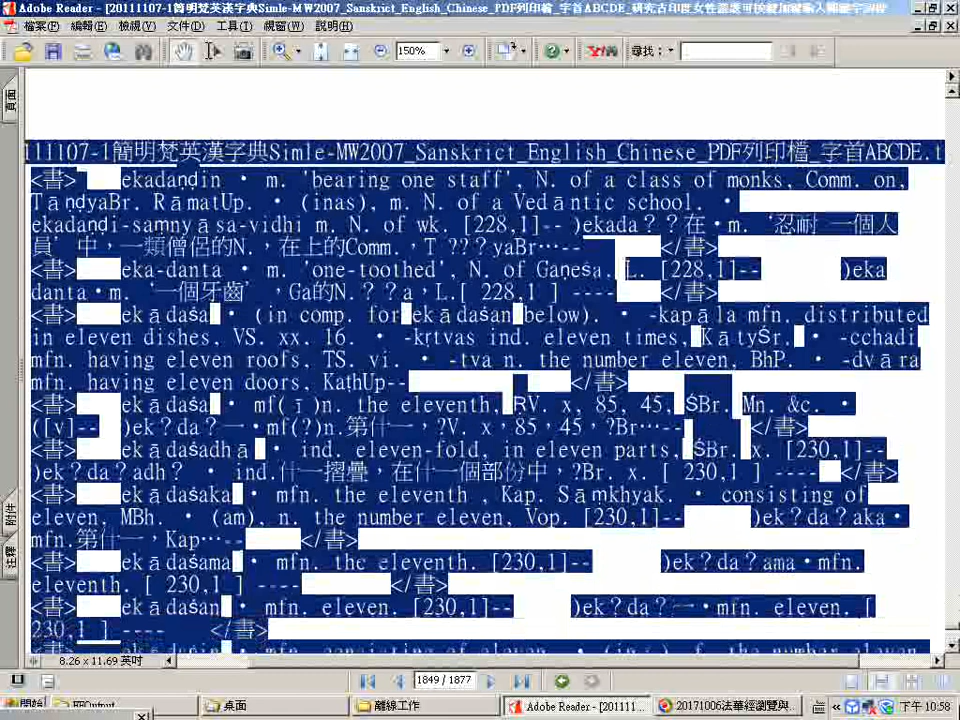 Adobe Reader - [20111107-1簡明梵英漢字典Simle-MW2007_Sanskrict_English_Chinese_PDF列印檔_字首ABCDE_研究古印度女性
檔案(F) 編輯(E) 檢視(V) 文件(D) 工具(T) 視窗(W) 說明(H)
150% 尋找:
頁面
111107-1簡明梵英漢字典Simle-MW2007_Sanskrict_English_Chinese_PDF列印檔_字首ABCDE.t
<書> ekadaṇḍin • m. 'bearing one staff', N. of a class of monks, Comm. on,
TāṇḍyaBr. RāmatUp. • (inas), m. N. of a Vedāntic school. •
ekadaṇḍi-saṃnyāsa-vidhi m. N. of wk. [228,1]-- )ekada？？在•m. ‘忍耐 一個人
員’ 中，一類僧侶的N.，在上的Comm.，T ???yaBr…-- </書>
<書> eka-danta • m. 'one-toothed', N. of Gaṇeśa. L. [228,1]-- )eka
danta•m. ‘一個牙齒’，Ga的N.？？a，L.[ 228,1 ] ---- </書>
<書> ekādaśa • (in comp. for ekādaśan below). • -kapāla mfn. distributed
in eleven dishes, VS. xx. 16. • -kṛtvas ind. eleven times, KātyŚr. • -cchadi
mfn. having eleven roofs, TS. vi. • -tva n. the number eleven, BhP. • -dvāra
mfn. having eleven doors, KaṭhUp-- </書>
<書> ekādaśa • mf(ī)n. the eleventh, ṚV. x, 85, 45, ŚBr. Mn. &c. •
([v]-- )ek？da？一•mf(?)n.第什一，?V. x，85，45，?Br…-- </書>
<書> ekādaśadhā • ind. eleven-fold, in eleven parts, ŚBr. x. [230,1]--
)ek？da？adh？ • ind.什一摺疊，在什一個部份中，?Br. x. [ 230,1 ] ---- </書>
<書> ekādaśaka • mfn. the eleventh , Kap. Sāṃkhyak. • consisting of
eleven, MBh. • (am), n. the number eleven, Vop. [230,1]-- )ek？da？aka•
mfn.第什一，Kap…-- </書>
<書> ekādaśama •mfn. the eleventh. [230,1]-- )ek？da？ama•mfn.
eleventh. [ 230,1 ] ---- </書>
<書> ekādaśan • mfn. eleven. [230,1]-- )ek？da？一•mfn. eleven. [
230,1 ] ---- </書>
附件
註釋
8.26 x 11.69 英吋
1849 / 1877
開始 FFOutput 桌面 離線工作 Adobe Reader - [201111... 20171006法華經瀏覽與... 下午 10:58